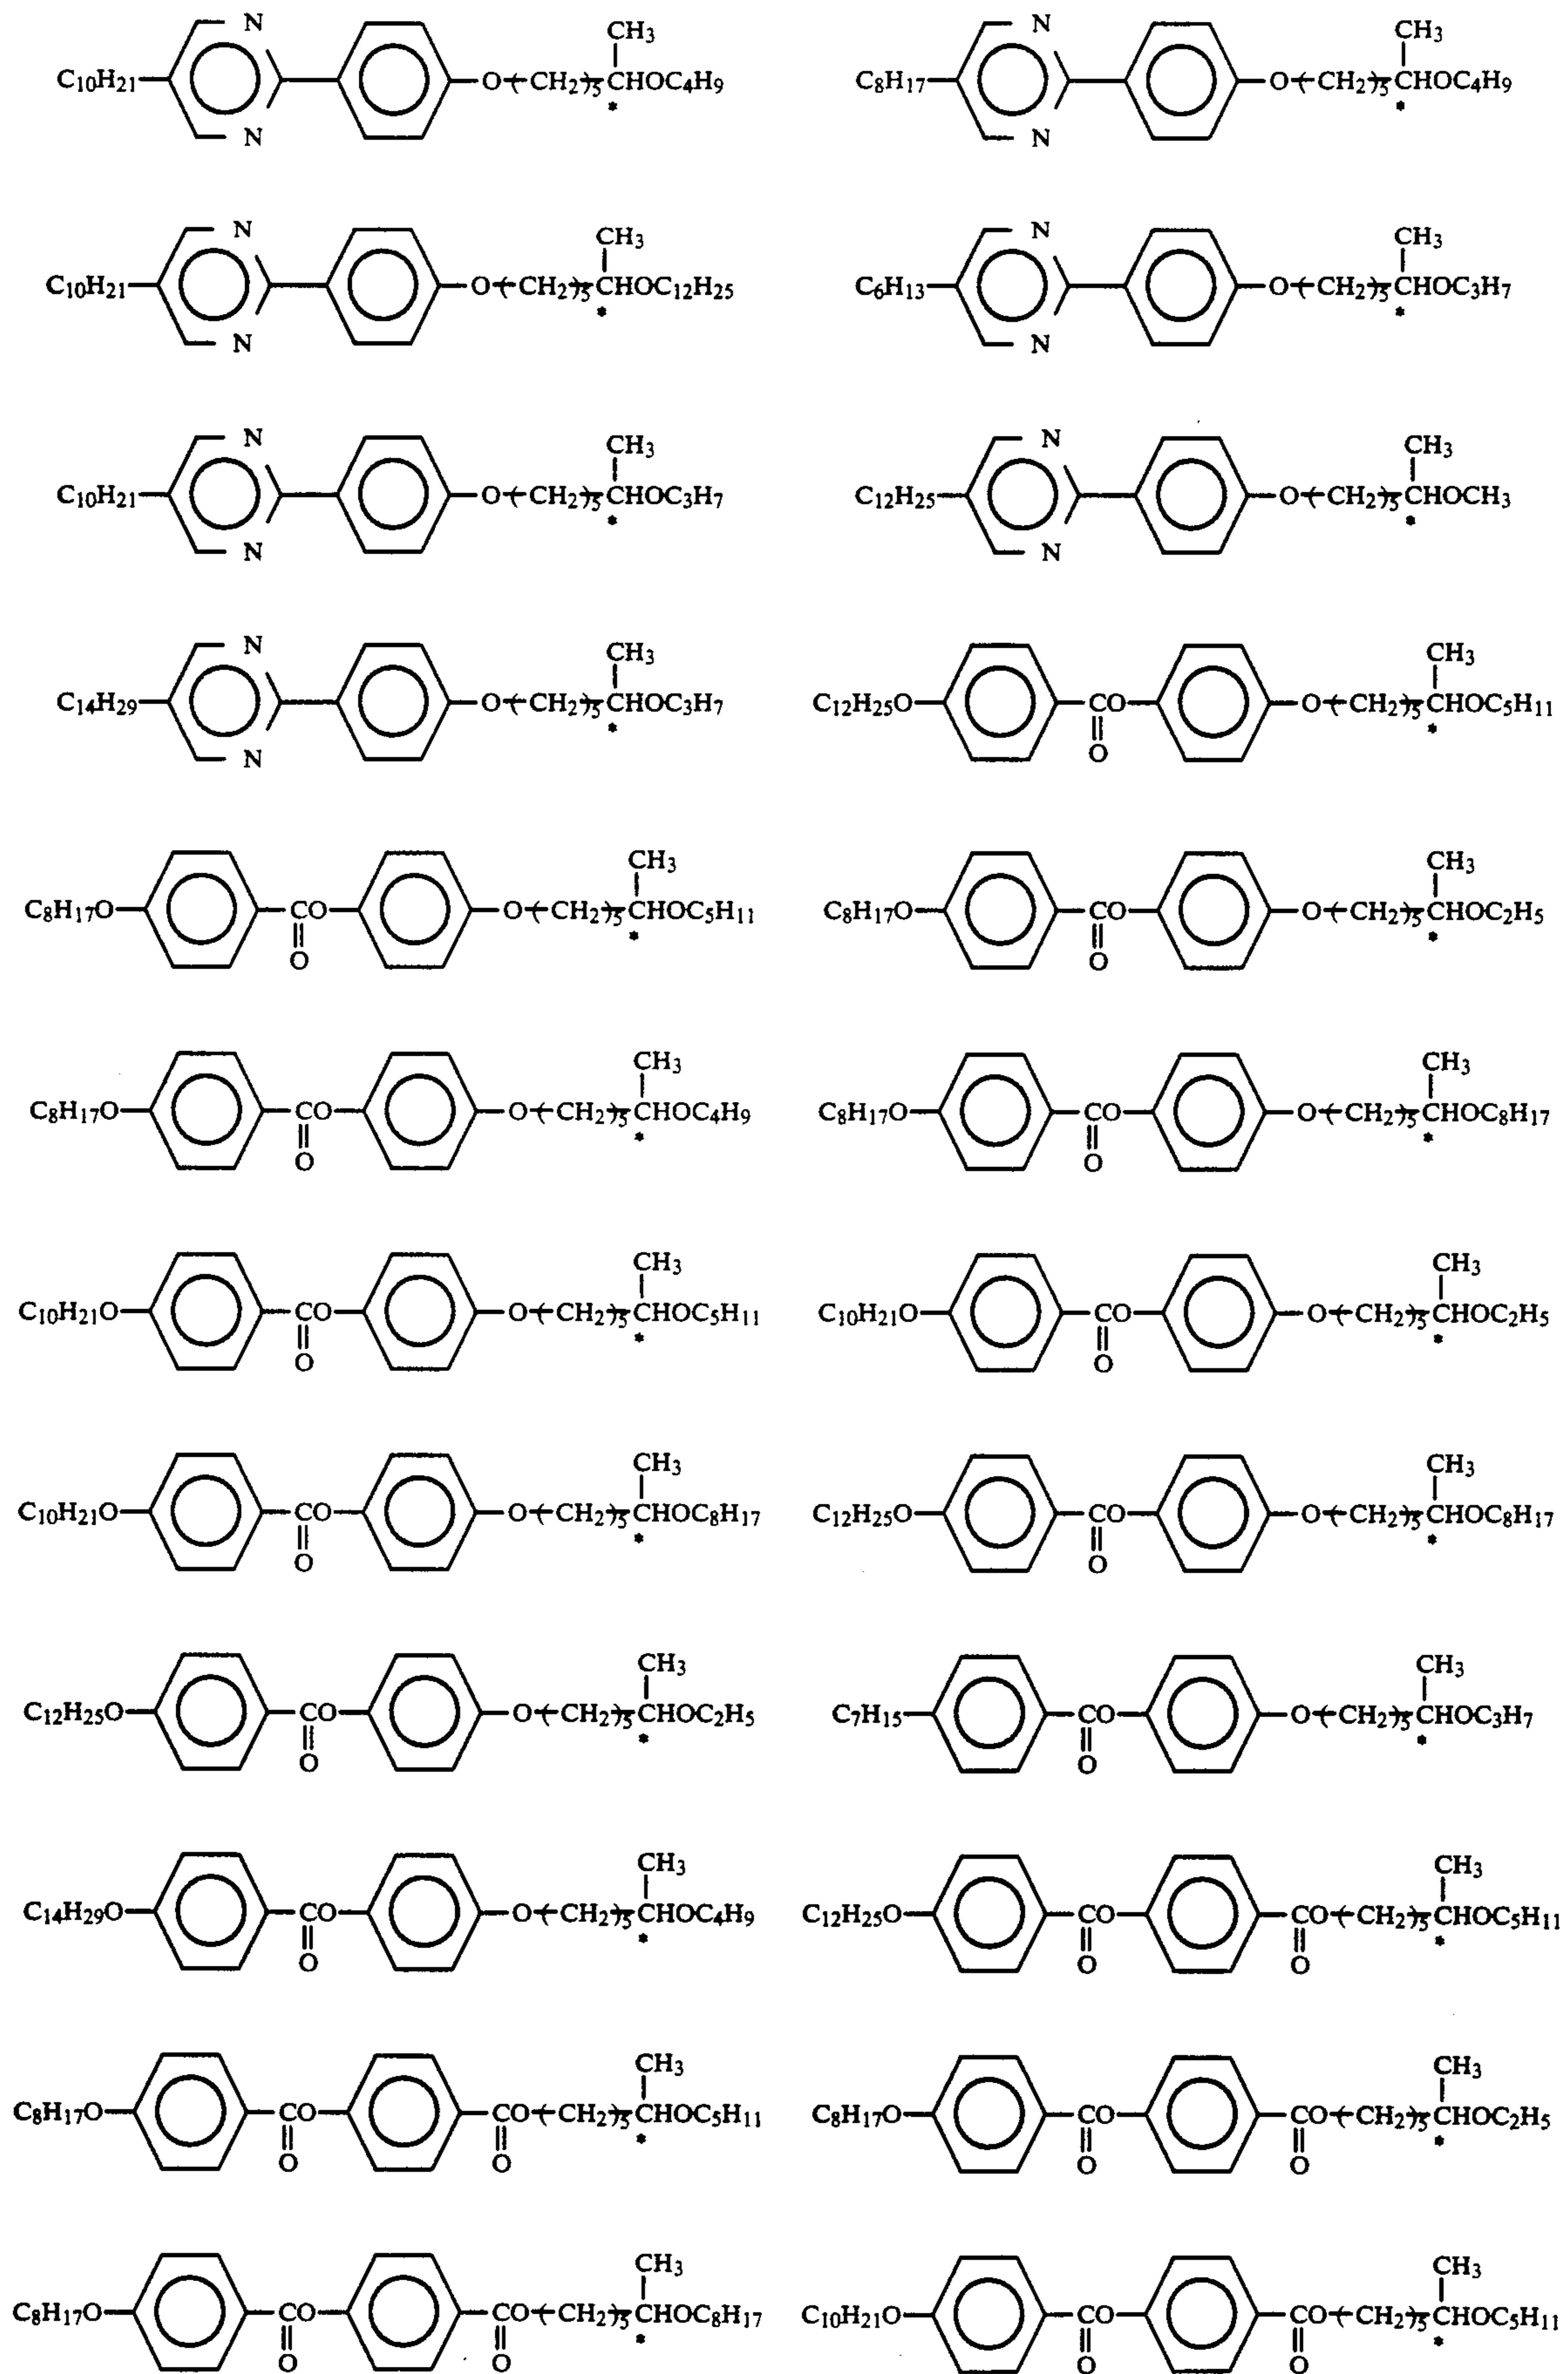 N CH3 N CH3
C10H21 O-(CH2)5-CHOC4H9 C8H17 O-(CH2)5-CHOC4H9
N * N *
N CH3 N CH3
C10H21 O-(CH2)5-CHOC12H25 C6H13 O-(CH2)5-CHOC3H7
N * N *
N CH3 N CH3
C10H21 O-(CH2)5-CHOC3H7 C12H25 O-(CH2)5-CHOCH3
N * N *
N CH3 CH3
C14H29 O-(CH2)5-CHOC3H7 C12H25O CO O-(CH2)5-CHOC5H11
N * O *
CH3 CH3
C8H17O CO O-(CH2)5-CHOC5H11 C8H17O CO O-(CH2)5-CHOC2H5
O * O *
CH3 CH3
C8H17O CO O-(CH2)5-CHOC4H9 C8H17O CO O-(CH2)5-CHOC8H17
O * O *
CH3 CH3
C10H21O CO O-(CH2)5-CHOC5H11 C10H21O CO O-(CH2)5-CHOC2H5
O * O *
CH3 CH3
C10H21O CO O-(CH2)5-CHOC8H17 C12H25O CO O-(CH2)5-CHOC8H17
O * O *
CH3 CH3
C12H25O CO O-(CH2)5-CHOC2H5 C7H15 CO O-(CH2)5-CHOC3H7
O * O *
CH3 CH3
C14H29O CO O-(CH2)5-CHOC4H9 C12H25O CO CO-(CH2)5-CHOC5H11
O * O O *
CH3 CH3
C8H17O CO CO-(CH2)5-CHOC5H11 C8H17O CO CO-(CH2)5-CHOC2H5
O O * O O *
CH3 CH3
C8H17O CO CO-(CH2)5-CHOC8H17 C10H21O CO CO-(CH2)5-CHOC5H11
O O * O O *